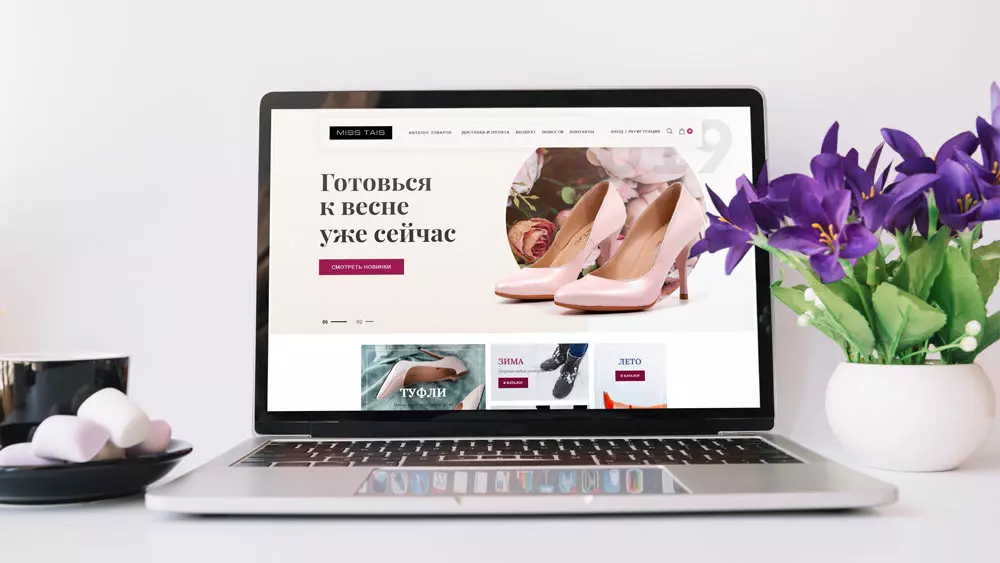 MISS TAIS
КАТАЛОГ ТОВАРОВ ДОСТАВКА И ОПЛАТА ВОЗВРАТ НОВОСТИ КОНТАКТЫ ВХОД / РЕГИСТРАЦИЯ
Готовься
к весне
уже сейчас
СМОТРЕТЬ НОВИНКИ
01 02
ТУФЛИ
ЗИМА
В КАТАЛОГ
ЛЕТО
В КАТАЛОГ